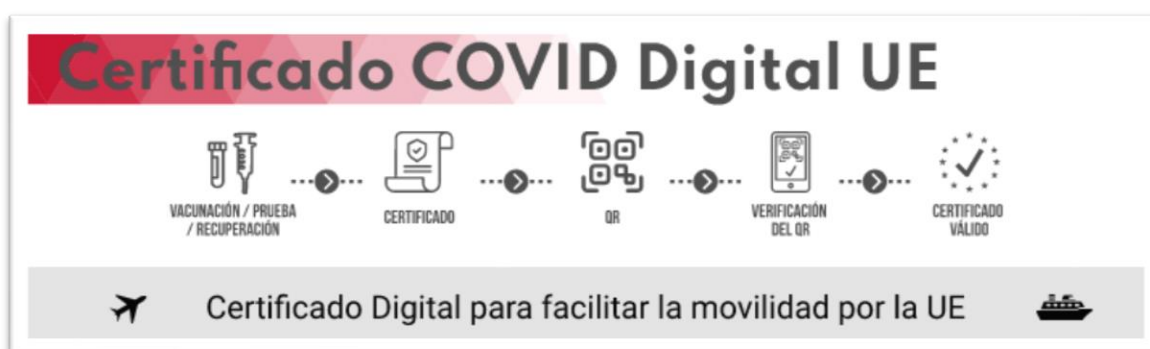 Certificado COVID Digital UE
VACUNACIÓN / PRUEBA
/ RECUPERACIÓN
CERTIFICADO
QR
VERIFICACIÓN
DEL QR
CERTIFICADO
VÁLIDO
Certificado Digital para facilitar la movilidad por la UE